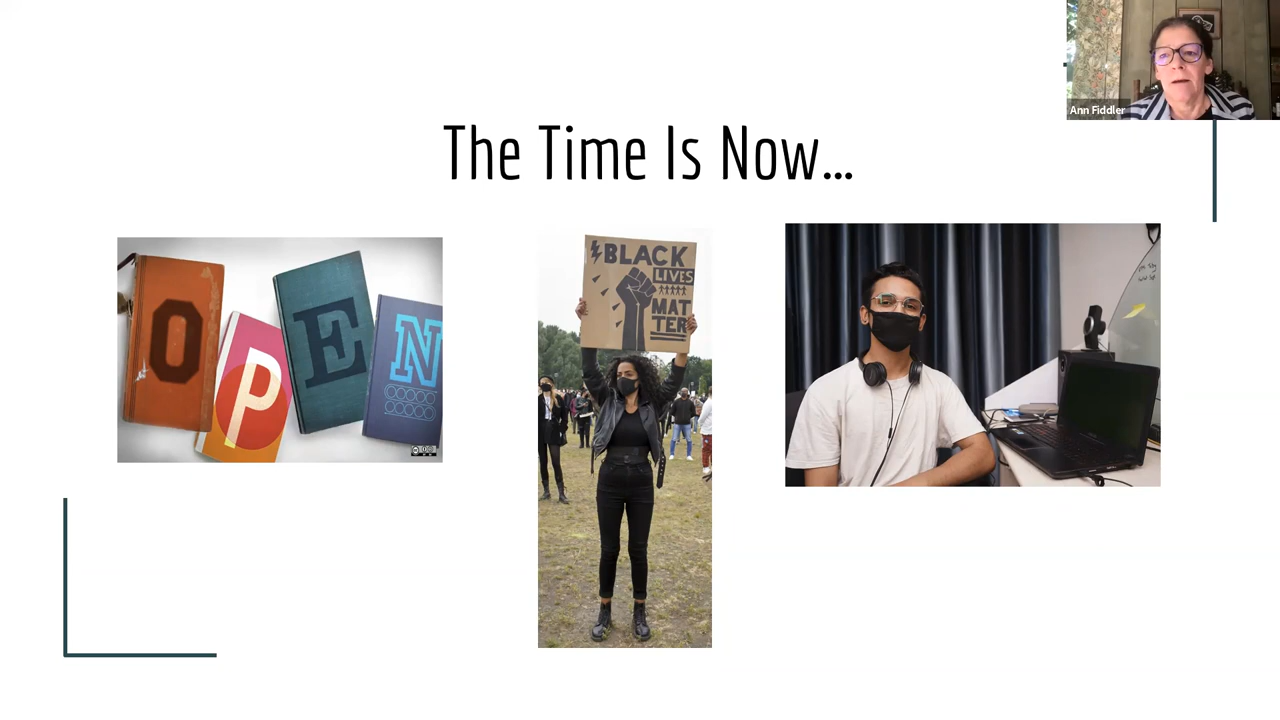 Ann Fiddler
The Time Is Now...
O
P
E
N
BLACK
LIVES
MAT
TER